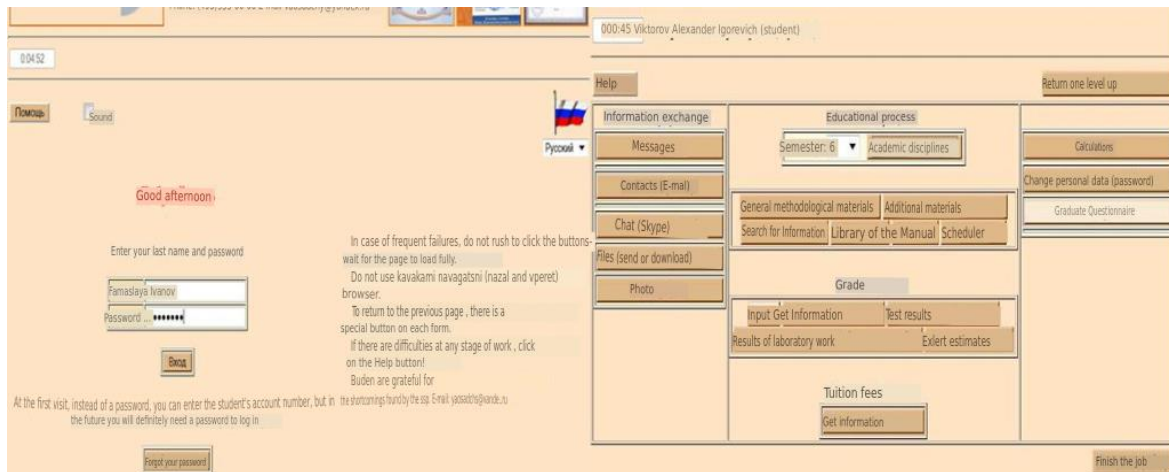 0:04:52
Помощь
Sound
Русский
Good afternoon
Enter your last name and password
Famaslaya Ivanov
Password ... •••••••
Вход
At the first visit, instead of a password, you can enter the student's account number, but in
the future you will definitely need a password to log in
Forgot your password
In case of frequent failures, do not rush to click the buttons-
wait for the page to load fully.
Do not use kavakami navagatsni (nazal and vperet)
browser.
To return to the previous page , there is a
special button on each form.
If there are difficulties at any stage of work , click
on the Help button!
Buden are grateful for
the shortcomings found by the ssp. E-mail:
000:45 Viktorov Alexander Igorevich (student)
Help
Return one level up
Information exchange
Messages
Contacts (E-mal)
Chat (Skype)
Files (send or download)
Photo
Educational process
Semester: 6 Academic disciplines
General methodological materials Additional materials
Search for Information Library of the Manual Scheduler
Grade
Input Get Information Test results
Results of laboratory work Exlert estimates
Tuition fees
Get information
Calculations
Change personal data (password)
Graduate Questionnaire
Finish the job